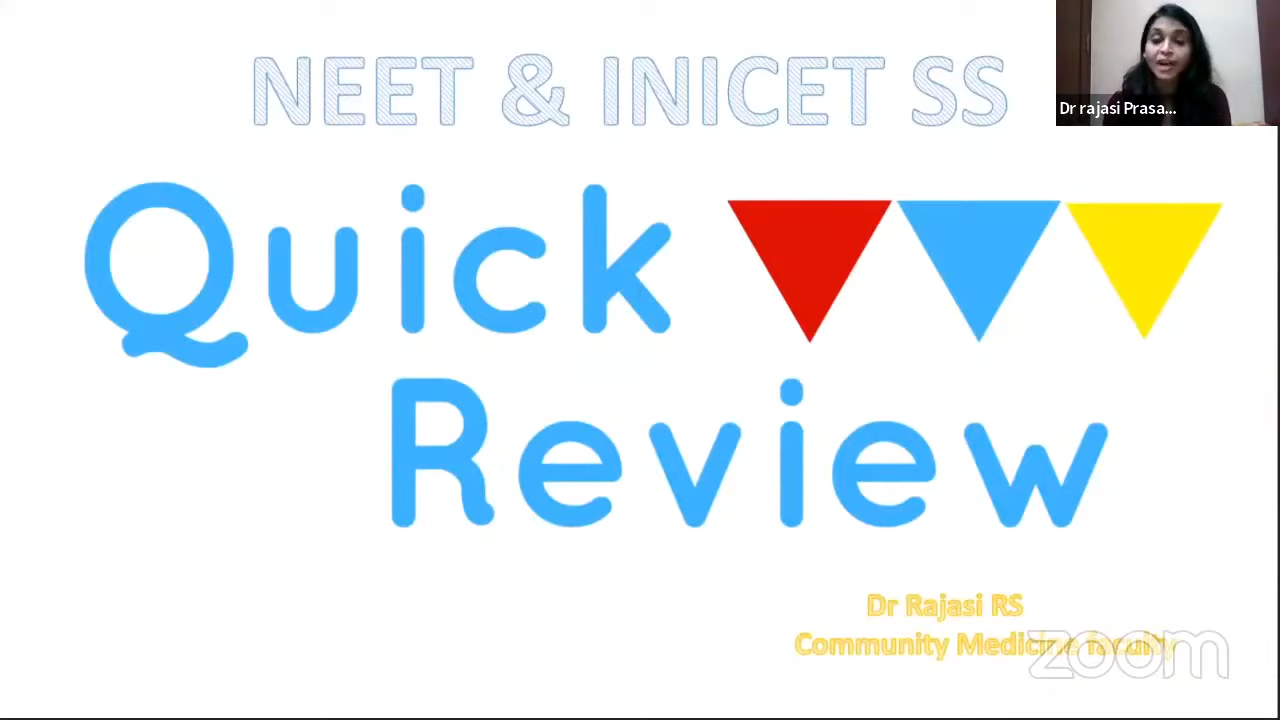 NEET & INICET SS
Dr rajasi Prasa...
Quick
Review
Dr Rajasi RS
Community Medicine faculty
zoom